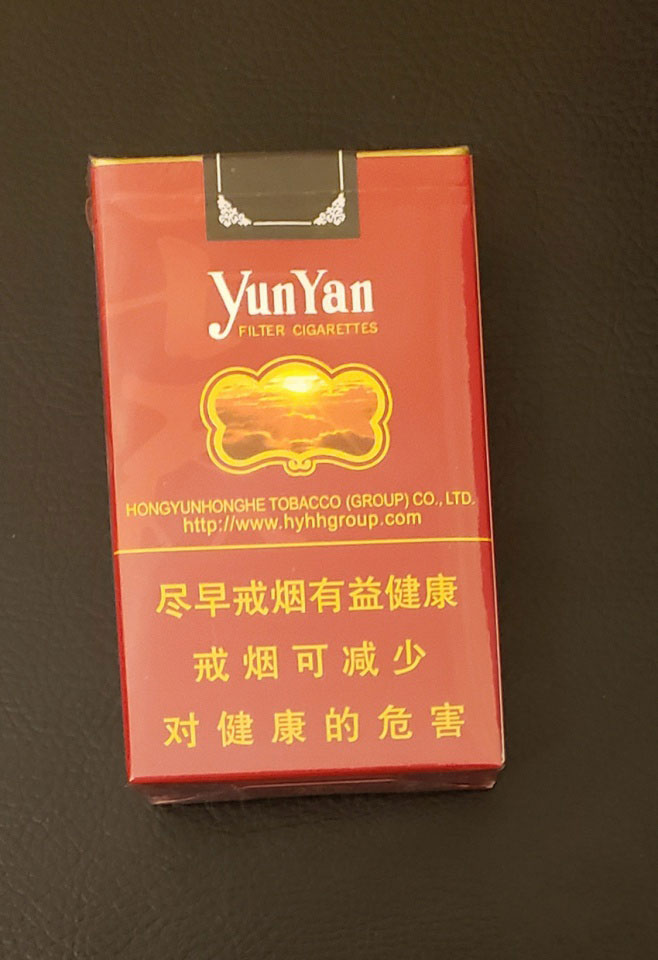 YunYan
FILTER CIGARETTES
HONGYUNHONGHE TOBACCO (GROUP) CO., LTD.
http://www.hyhhgroup.com
尽早戒烟有益健康
戒烟可减少
对健康的危害